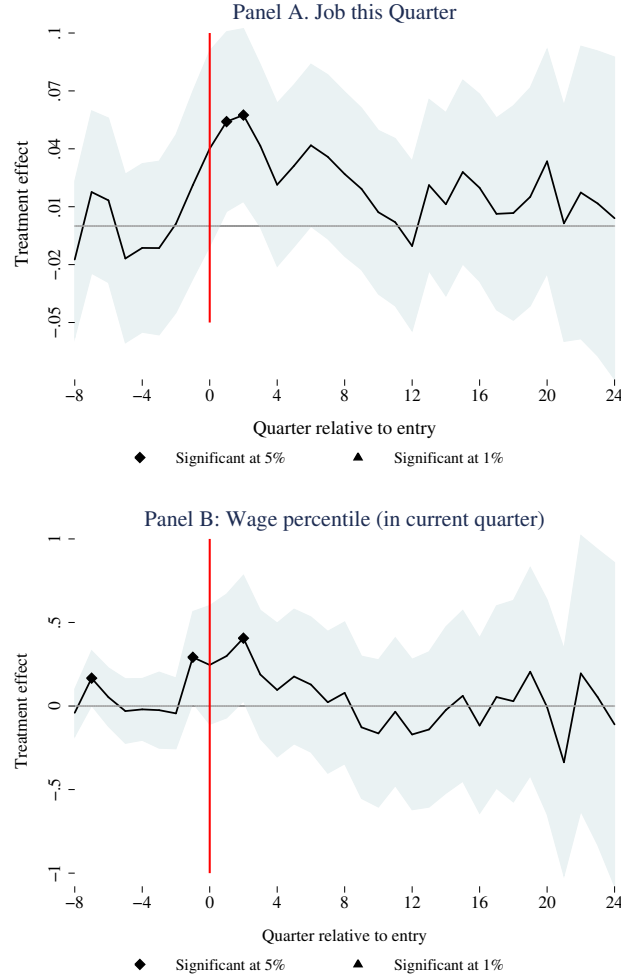 Panel A. Job this Quarter
.1
.07
.04
.01
−.02
−.05
Treatment effect
−8 −4 0 4 8 12 16 20 24
Quarter relative to entry
Significant at 5% Significant at 1%
Panel B: Wage percentile (in current quarter)
1
.5
0
−.5
−1
Treatment effect
−8 −4 0 4 8 12 16 20 24
Quarter relative to entry
Significant at 5% Significant at 1%